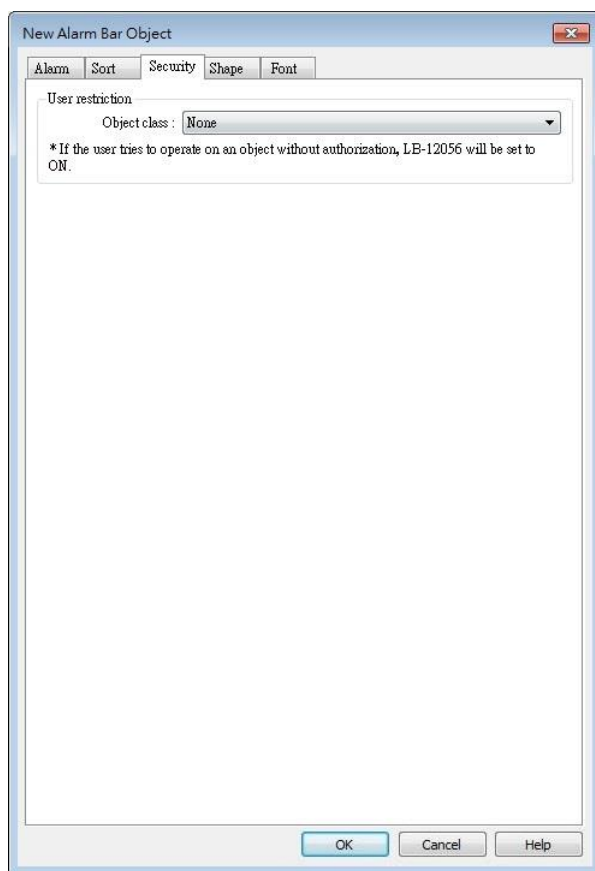 New Alarm Bar Object
Alarm Sort Security Shape Font
User restriction
Object class : None
* If the user tries to operate on an object without authorization, LB-12056 will be set to
ON.
OK Cancel Help